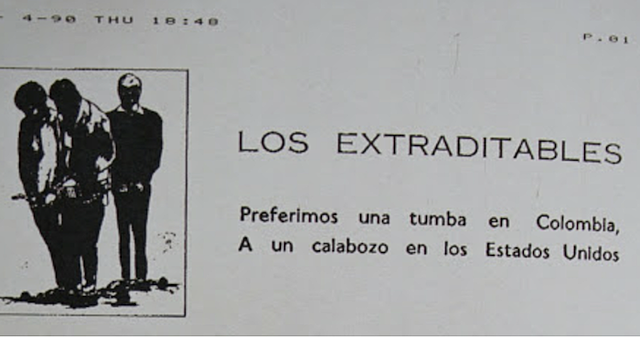 4-90 THU 18:48
P.01
LOS EXTRADITABLES
Preferimos una tumba en Colombia,
A un calabozo en los Estados Unidos